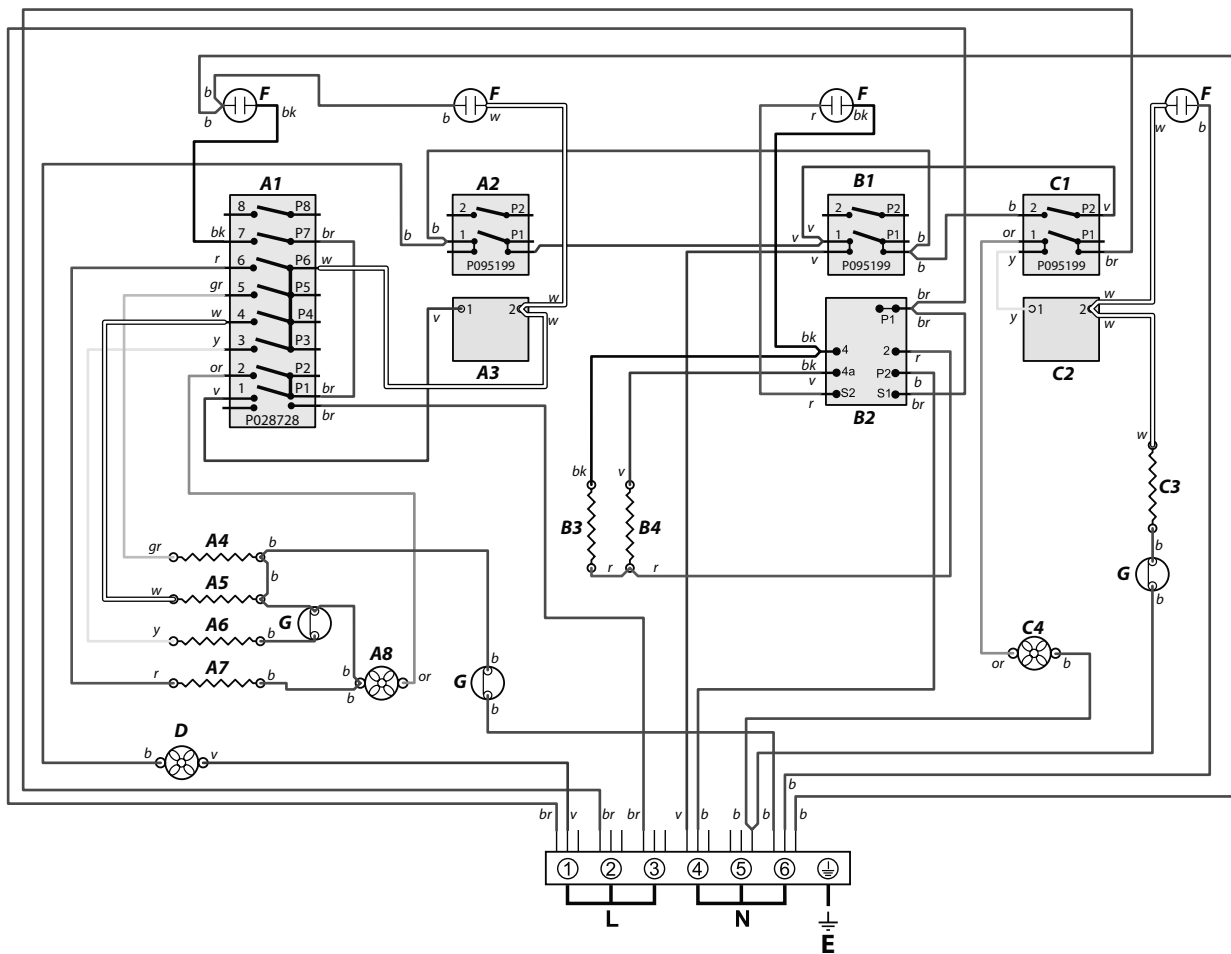 F
F
F
F
b
b
bk
b
w
r
bk
w
b
A1
A2
B1
C1
8 P8
bk 7 P7 br
r 6 P6 w
gr 5 P5
w 4 P4
y 3 P3
or 2 P2
v 1 P1 br
br
P028728
2 P2
b
b
1 P1
P095199
2 P2
v
v
1 P1
b
b
P095199
b 2 P2 v
or 1 P1
y
br
P095199
v 1 2
w
w
A3
P1
br
br
bk 4 2 r
bk 4a P2 b
v
r S2 S1 br
B2
y 1 2
w
w
C2
w
C3
b
G
b
bk
v
B3
B4
r
r
gr A4 b
b
w A5
G
y A6 b
r A7 b
b
b
A8
or
b
G
b
C4
or
b
b D v
br
v
br
br
v
b
b
b
b
b
1 2 3 4 5 6
L
N
E